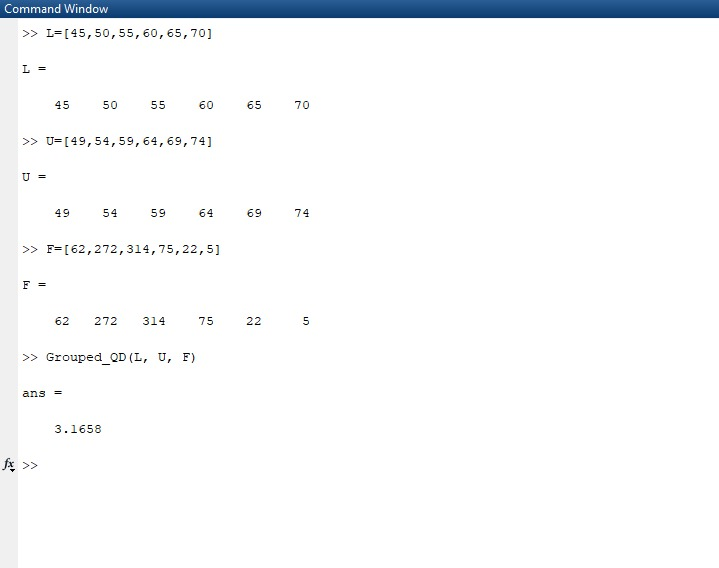 Command Window
>> L=[45,50,55,60,65,70]
L =
45 50 55 60 65 70
>> U=[49,54,59,64,69,74]
U =
49 54 59 64 69 74
>> F=[62,272,314,75,22,5]
F =
62 272 314 75 22 5
>> Grouped_QD(L, U, F)
ans =
3.1658
fx >>